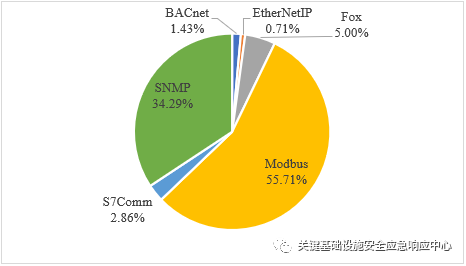 BACnet
1.43%
EtherNetIP
0.71%
Fox
5.00%
SNMP
34.29%
Modbus
55.71%
S7Comm
2.86%
关键基础设施安全应急响应中心